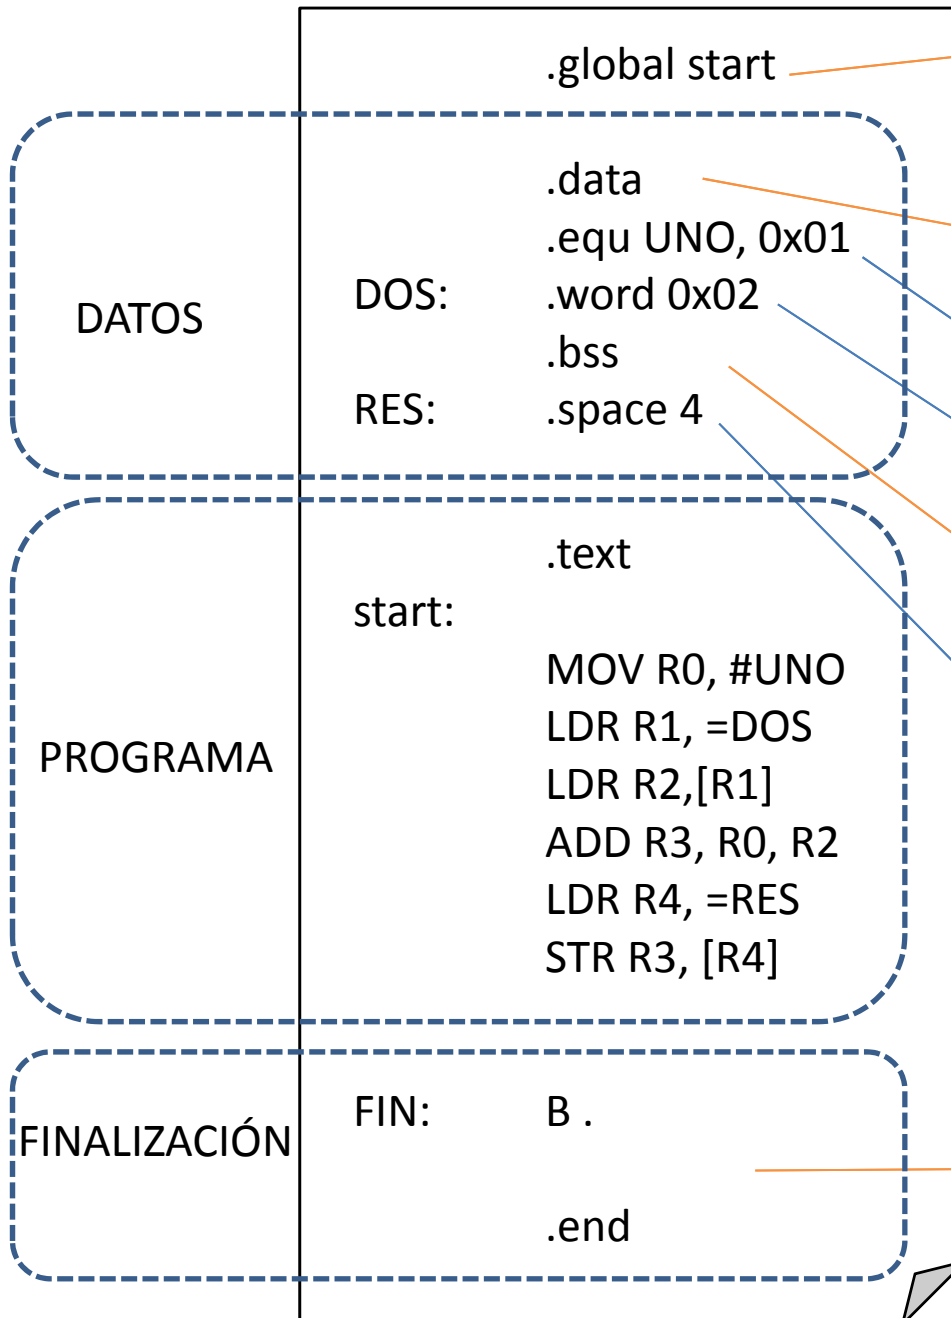 .global start
.data
.equ UNO, 0x01
DOS: .word 0x02
DATOS
.bss
RES: .space 4
.text
start:
MOV R0, #UNO
LDR R1, =DOS
PROGRAMA
LDR R2,[R1]
ADD R3, R0, R2
LDR R4, =RES
STR R3, [R4]
FIN: B .
FINALIZACIÓN
.end